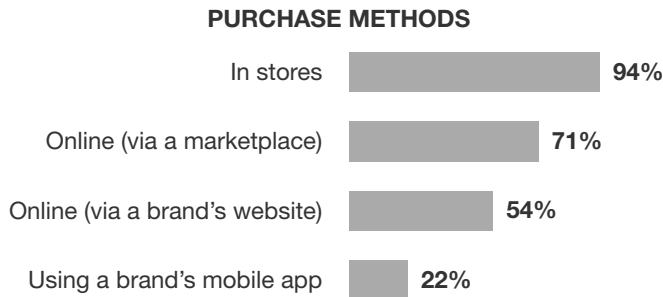 PURCHASE METHODS
In stores 94%
Online (via a marketplace) 71%
Online (via a brand’s website) 54%
Using a brand’s mobile app 22%